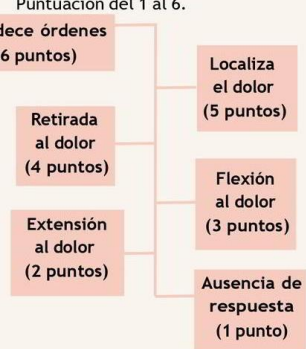 Puntuación del 1 al 6.
dece órdenes
6 puntos)
Localiza
el dolor
(5 puntos)
Retirada
al dolor
(4 puntos)
Flexión
al dolor
(3 puntos)
Extensión
al dolor
(2 puntos)
Ausencia de
respuesta
(1 punto)